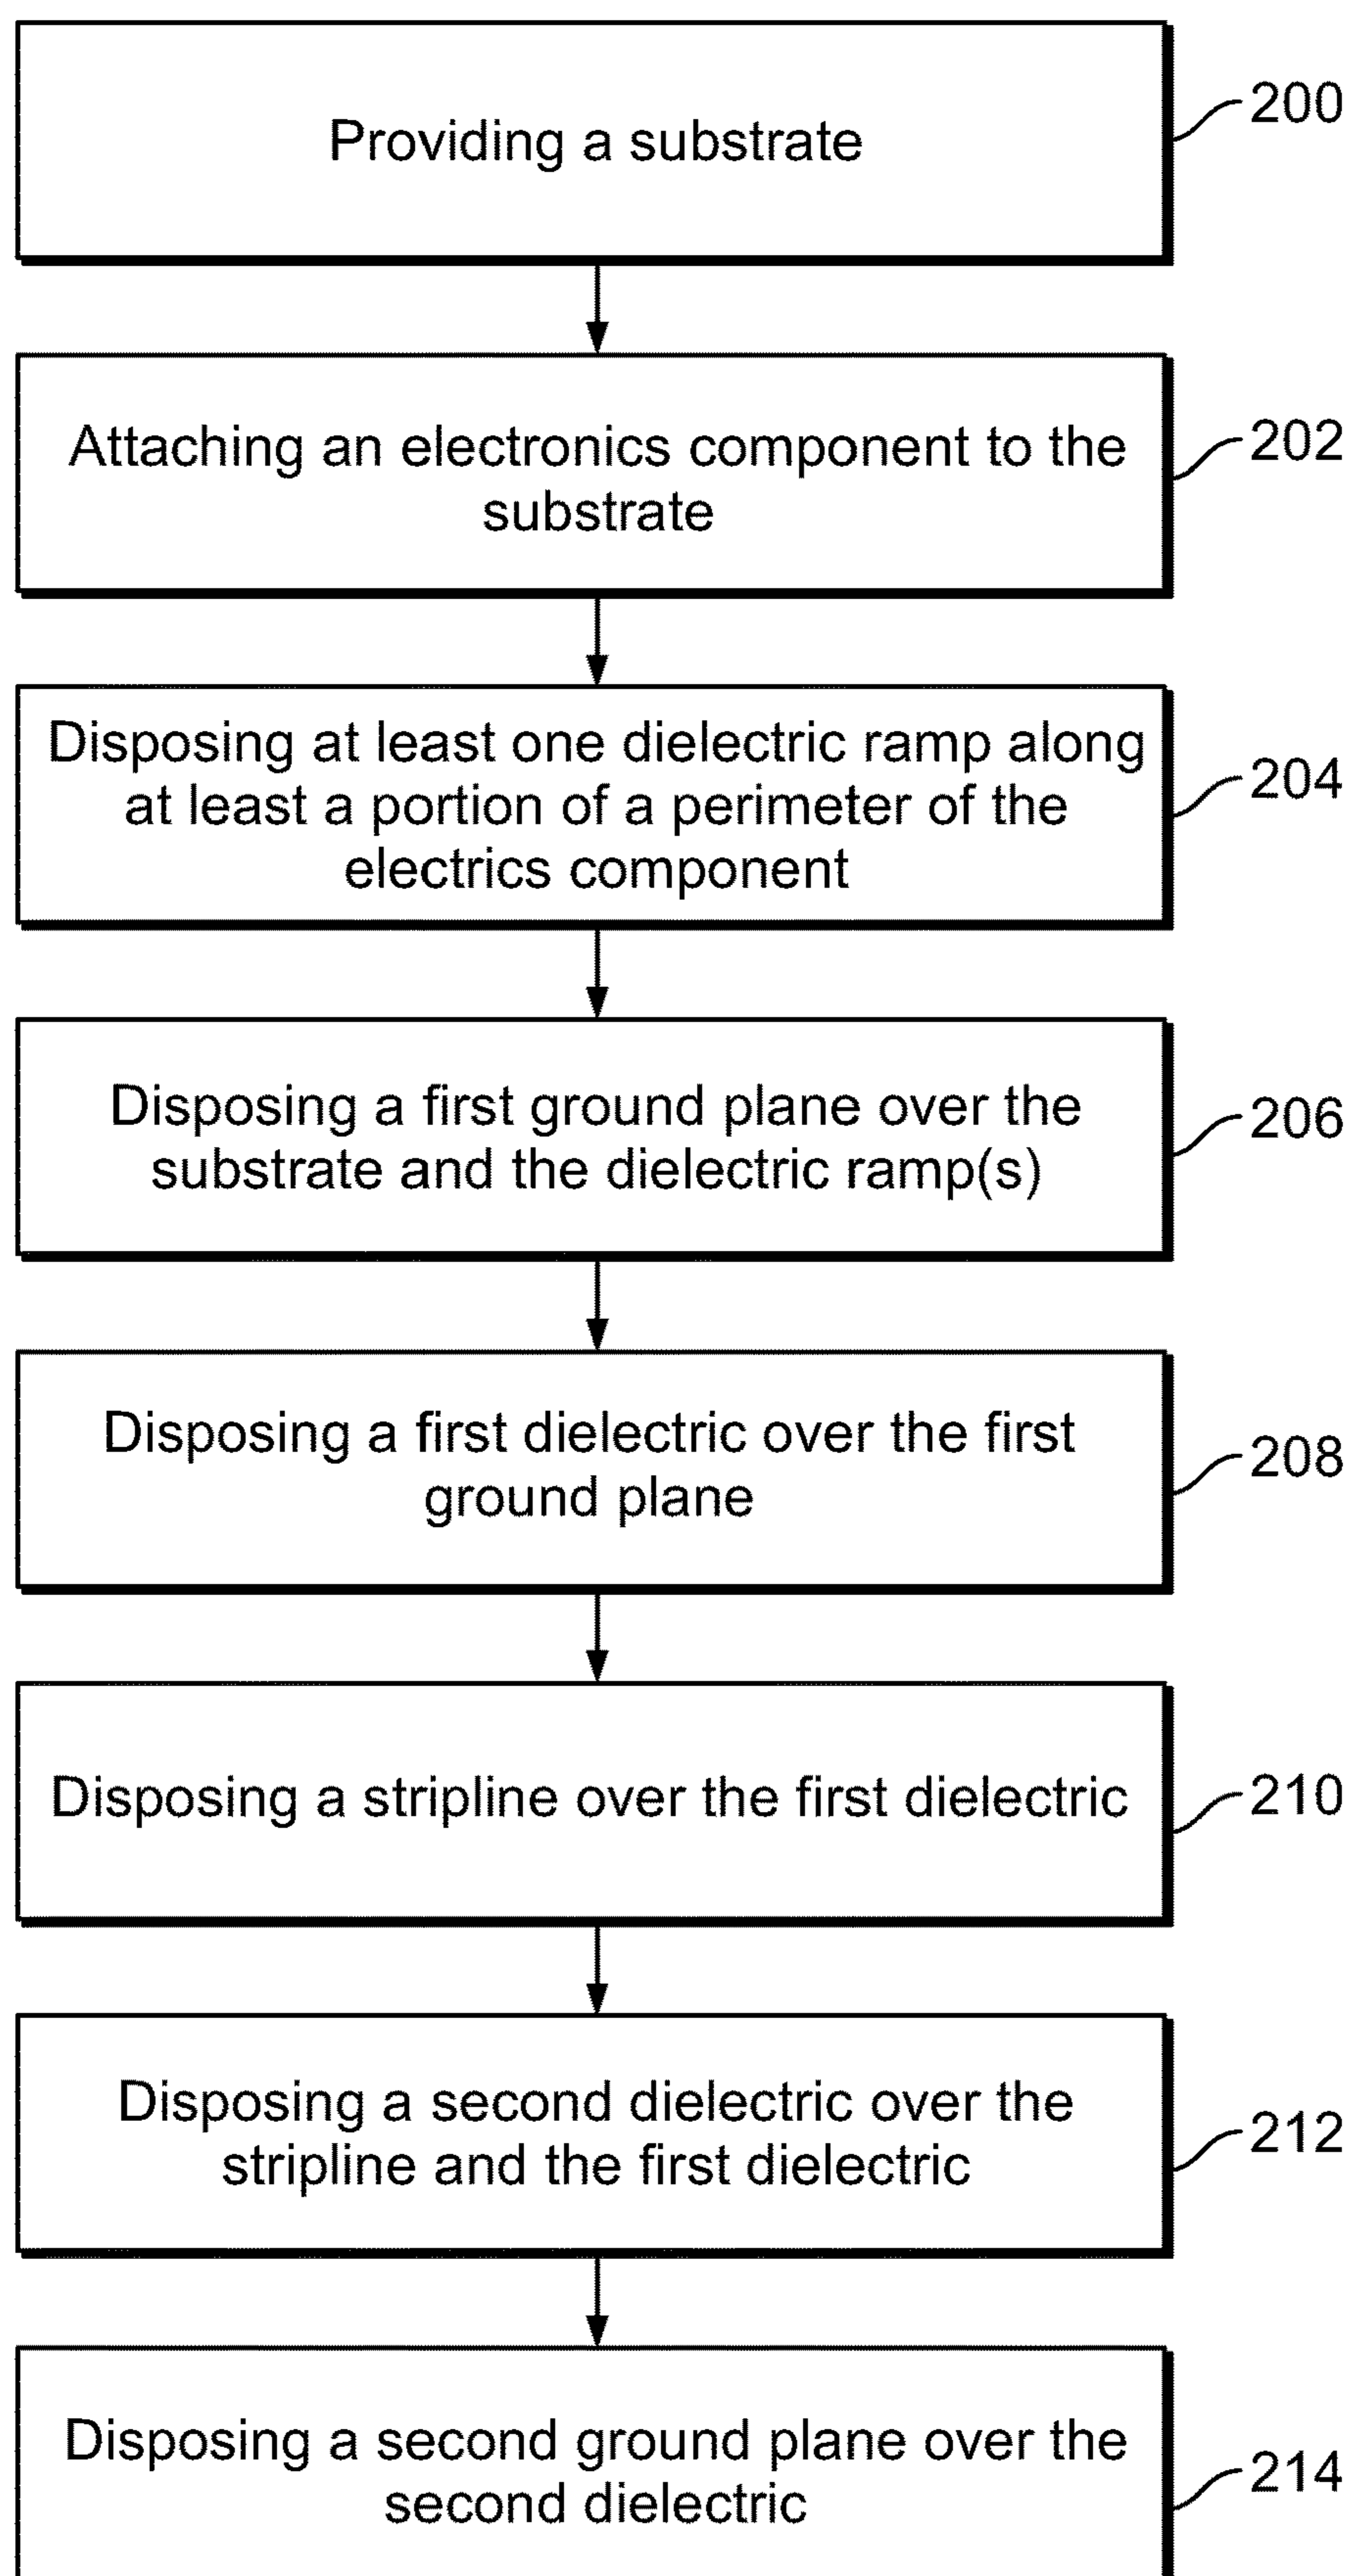 Providing a substrate
200
Attaching an electronics component to the
substrate
202
Disposing at least one dielectric ramp along
at least a portion of a perimeter of the
electrics component
204
Disposing a first ground plane over the
substrate and the dielectric ramp(s)
206
Disposing a first dielectric over the first
ground plane
208
Disposing a stripline over the first dielectric
210
Disposing a second dielectric over the
stripline and the first dielectric
212
Disposing a second ground plane over the
second dielectric
214